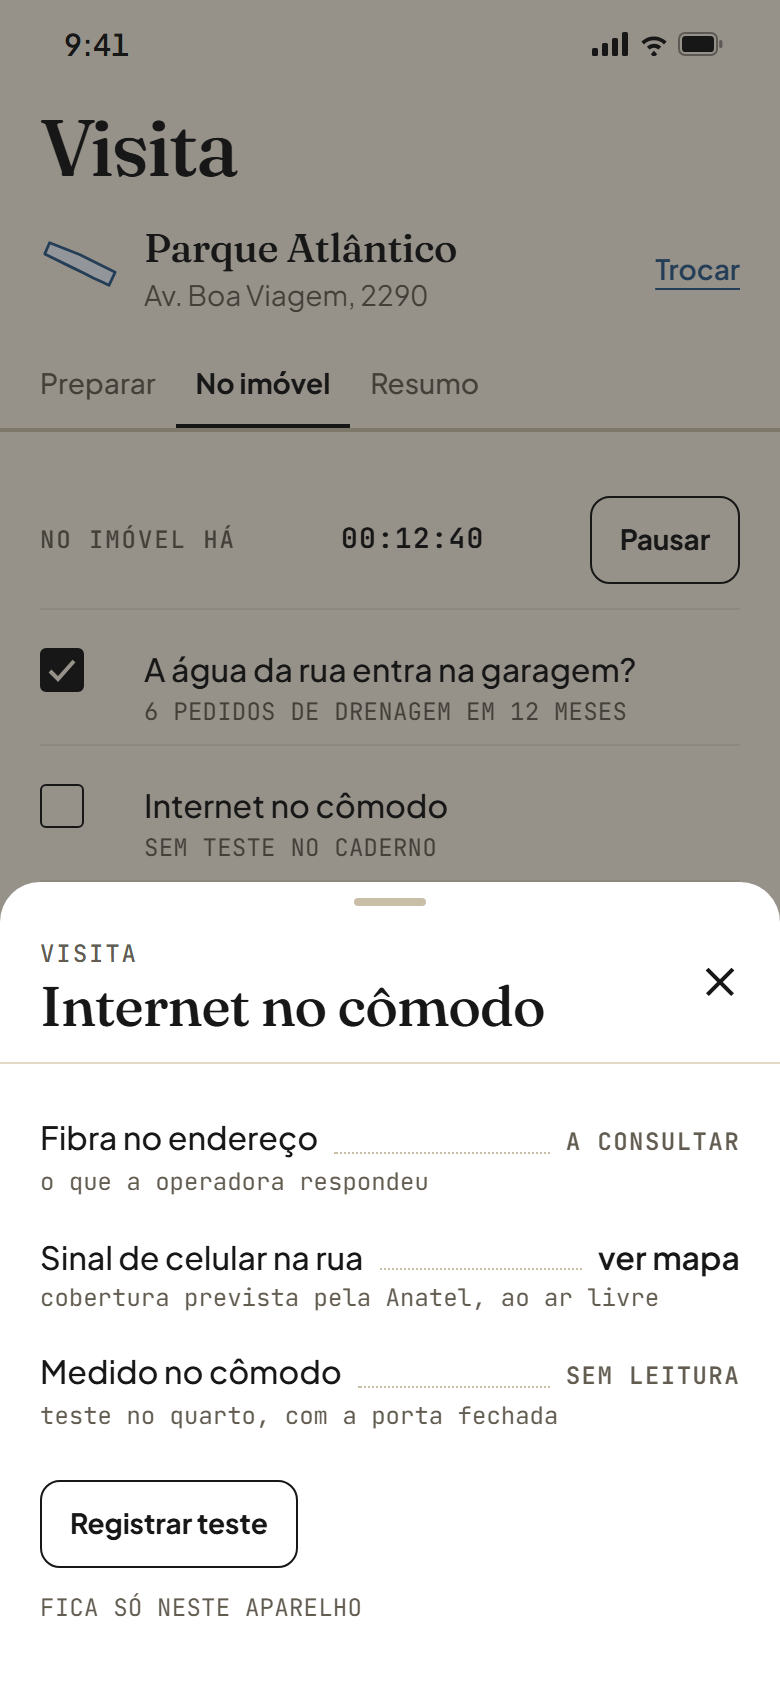 9:41
Visita
Parque Atlântico
Av. Boa Viagem, 2290
Trocar
Preparar No imóvel Resumo
NO IMÓVEL HÁ 00:12:40 Pausar
A água da rua entra na garagem?
6 PEDIDOS DE DRENAGEM EM 12 MESES
Internet no cômodo
SEM TESTE NO CADERNO
VISITA
Internet no cômodo
Fibra no endereço A CONSULTAR
o que a operadora respondeu
Sinal de celular na rua ver mapa
cobertura prevista pela Anatel, ao ar livre
Medido no cômodo SEM LEITURA
teste no quarto, com a porta fechada
Registrar teste
FICA SÓ NESTE APARELHO